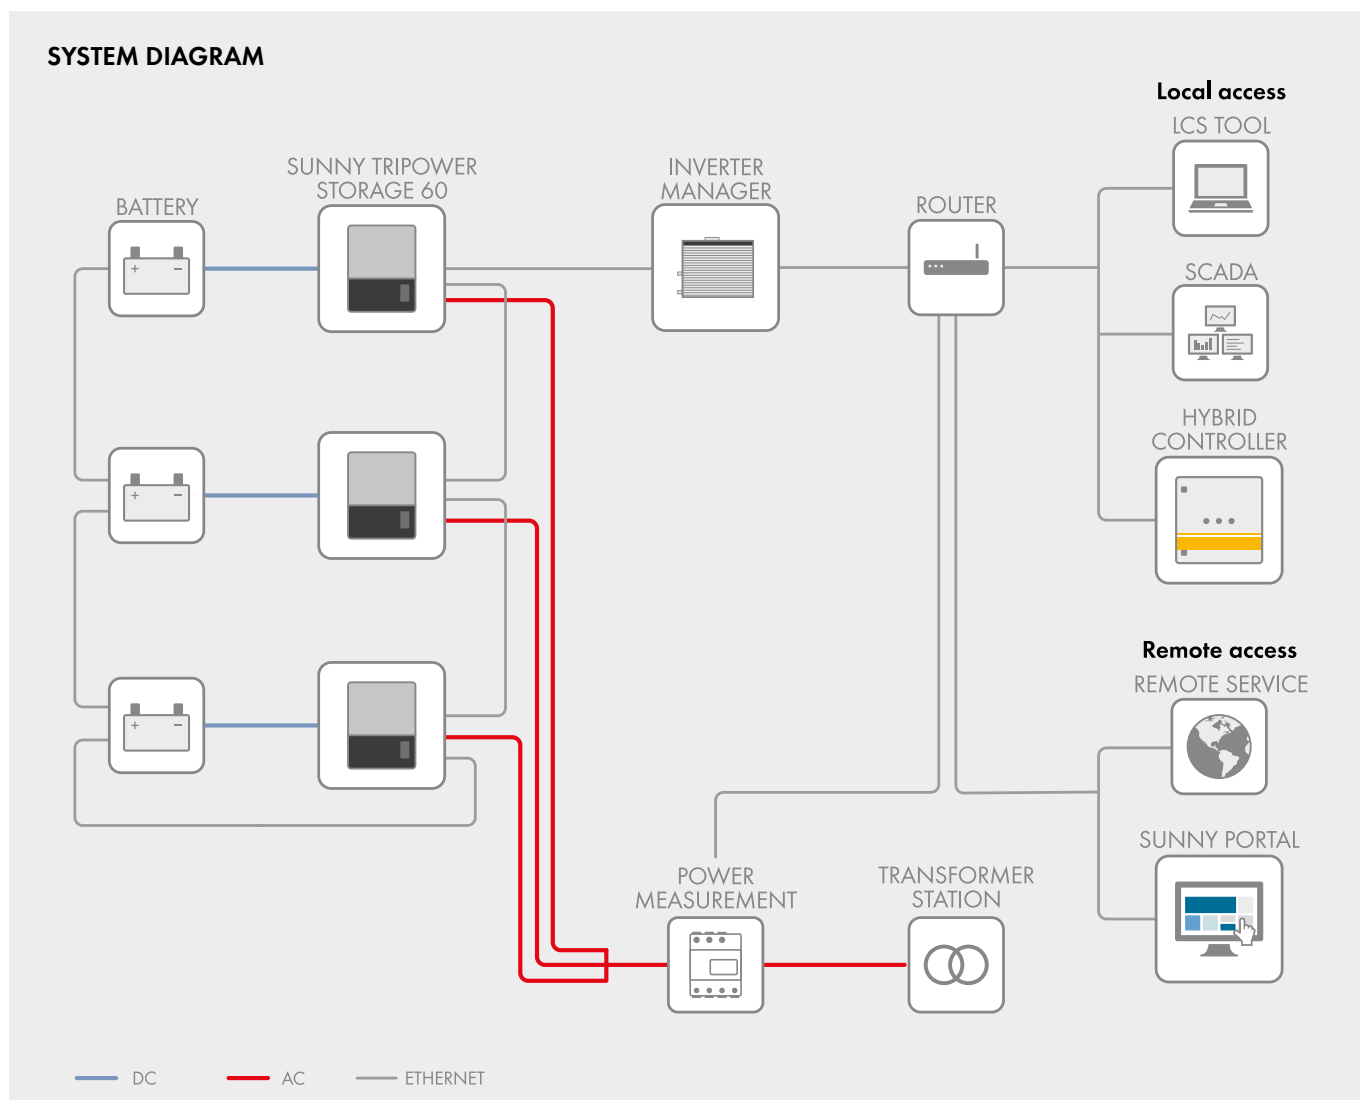 SYSTEM DIAGRAM
Local access
LCS TOOL
SUNNY TRIPOWER
STORAGE 60
INVERTER
MANAGER
BATTERY
ROUTER
SCADA
HYBRID
CONTROLLER
Remote access
REMOTE SERVICE
SUNNY PORTAL
POWER
MEASUREMENT
TRANSFORMER
STATION
DC
AC
ETHERNET